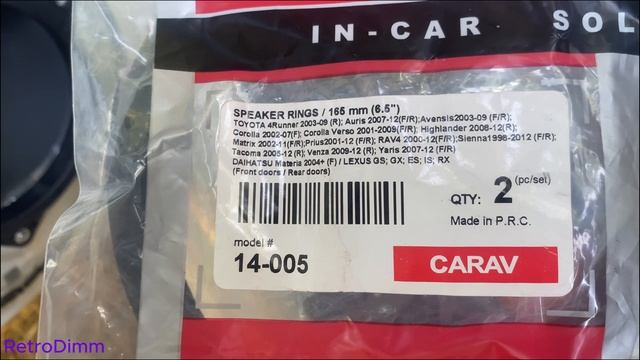 IN-CAR SOL
SPEAKER RINGS / 165 mm (6.5")
TOYOTA 4Runner 2003-09 (R); Auris 2007-12(F/R);Avensis2003-09 (F/R);
Corolla 2002-07(F); Corolla Verso 2001-2009(F/R); Highlander 2008-12(R);
Matrix 2002-11(F/R);Prius2001-12 (F/R); RAV4 2000-12(F/R);Sienna1998-2012 (F/R);
Tacoma 2005-12 (R); Venza 2009-12 (R); Yaris 2007-12 (F/R)
DAIHATSU Materia 2004+ (F) / LEXUS GS; GX; ES; IS; RX
(Front doors / Rear doors)
QTY: 2 (pc/set)
Made in P.R.C.
model #
14-005
CARAV
RetroDimm